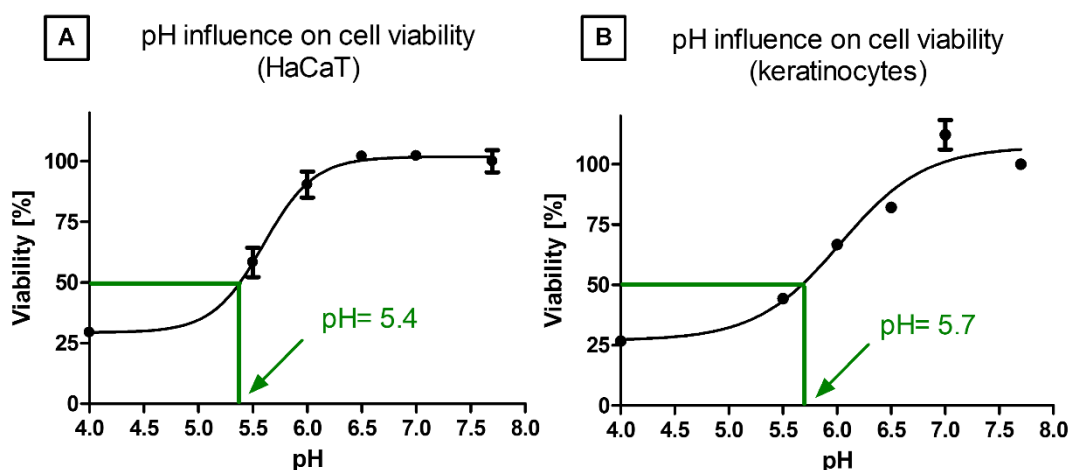 A
pH influence on cell viability
(HaCaT)
Viability [%]
100
75
50
25
0
pH= 5.4
4.0 4.5 5.0 5.5 6.0 6.5 7.0 7.5 8.0
pH
B
pH influence on cell viability
(keratinocytes)
Viability [%]
100
75
50
25
0
pH= 5.7
4.0 4.5 5.0 5.5 6.0 6.5 7.0 7.5 8.0
pH